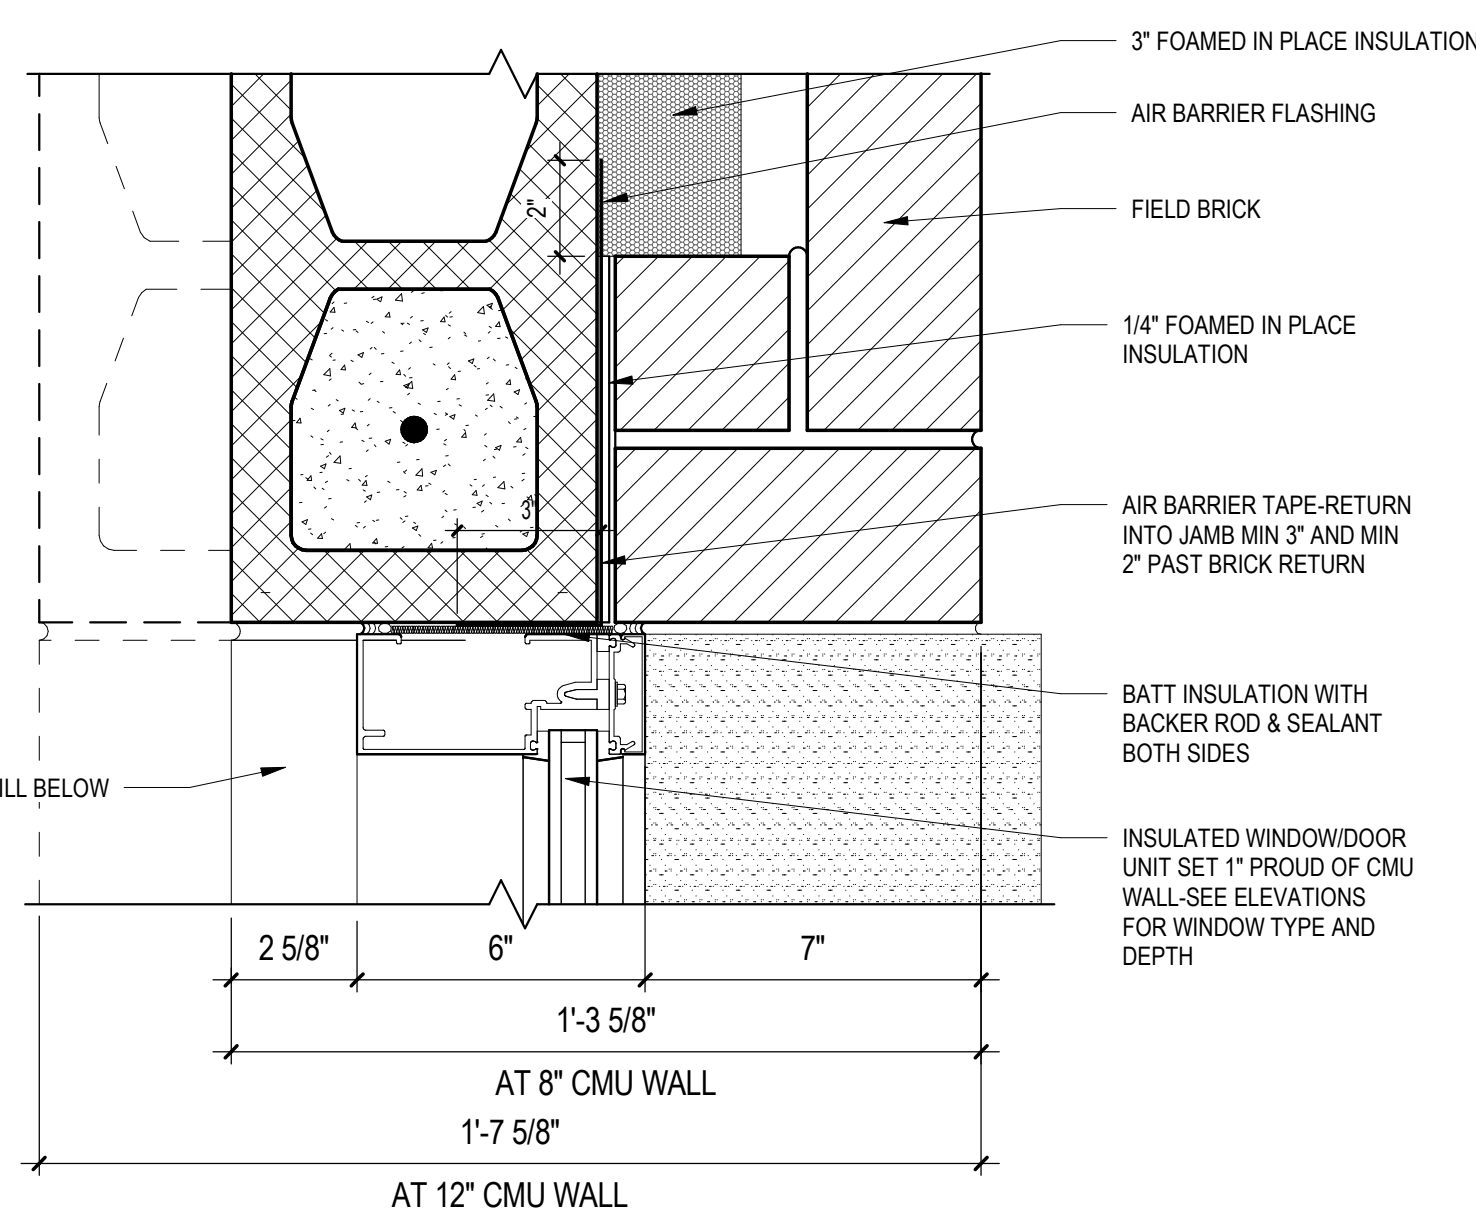 3" FOAMED IN PLACE INSULATION
AIR BARRIER FLASHING
2"
FIELD BRICK
1/4" FOAMED IN PLACE
INSULATION
3"
AIR BARRIER TAPE-RETURN
INTO JAMB MIN 3" AND MIN
2" PAST BRICK RETURN
BATT INSULATION WITH
BACKER ROD & SEALANT
BOTH SIDES
BELOW
INSULATED WINDOW/DOOR
UNIT SET 1" PROUD OF CMU
WALL-SEE ELEVATIONS
FOR WINDOW TYPE AND
DEPTH
2 5/8"
6"
7"
1'-3 5/8"
AT 8" CMU WALL
1'-7 5/8"
AT 12" CMU WALL